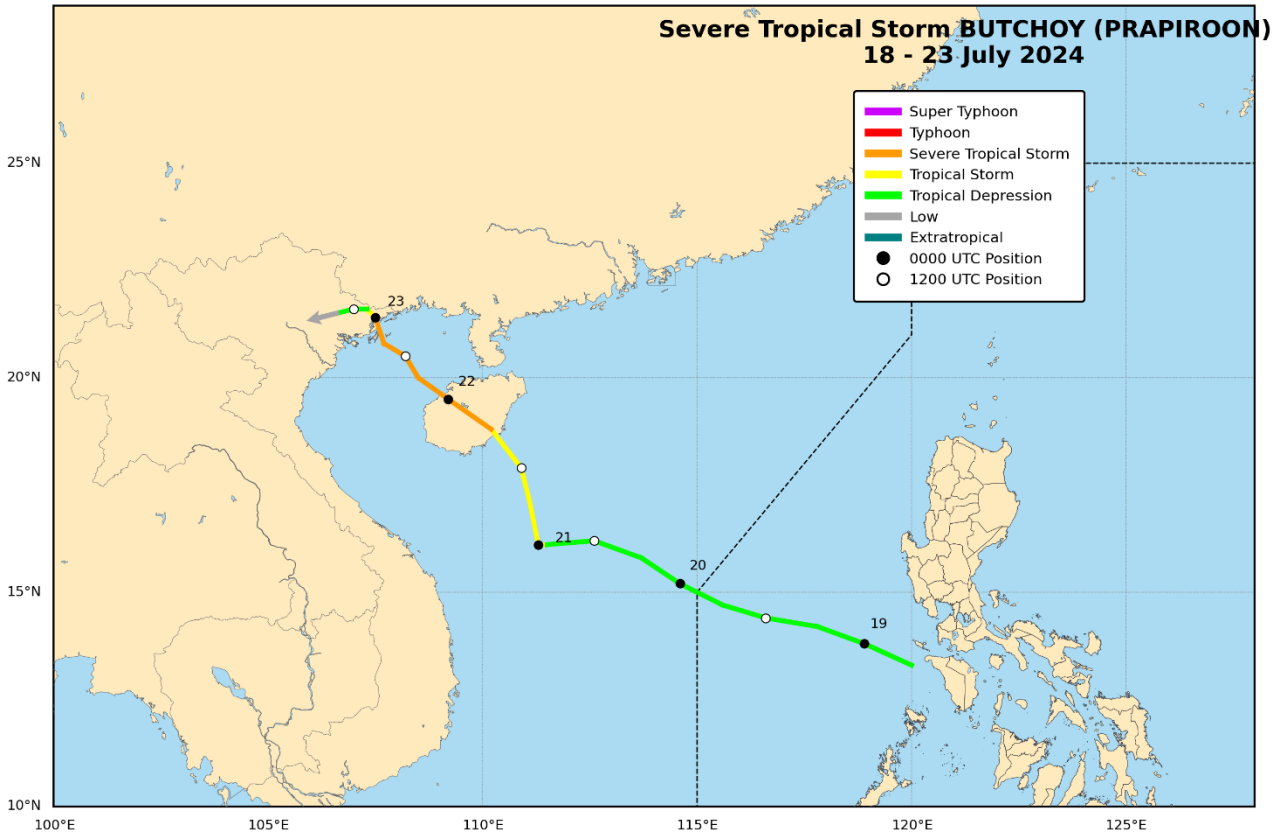 Severe Tropical Storm BUTCHOY (PRAPIROON)
18 - 23 July 2024
Super Typhoon
Typhoon
Severe Tropical Storm
Tropical Storm
Tropical Depression
Low
Extratropical
0000 UTC Position
1200 UTC Position
25°N
20°N
15°N
10°N
23
22
21
20
19
100°E
105°E
110°E
115°E
120°E
125°E